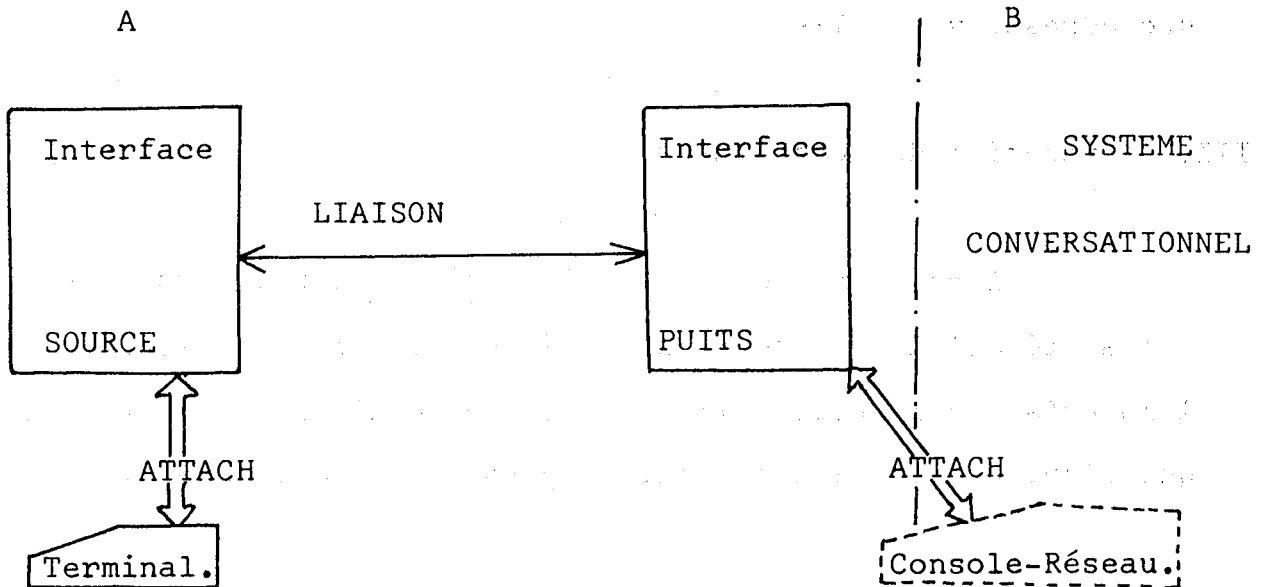 A
B
Interface
Interface
SYSTEME
LIAISON
CONVERSATIONNEL
SOURCE
PUITS
ATTACH
ATTACH
Terminal.
Console-Réseau.